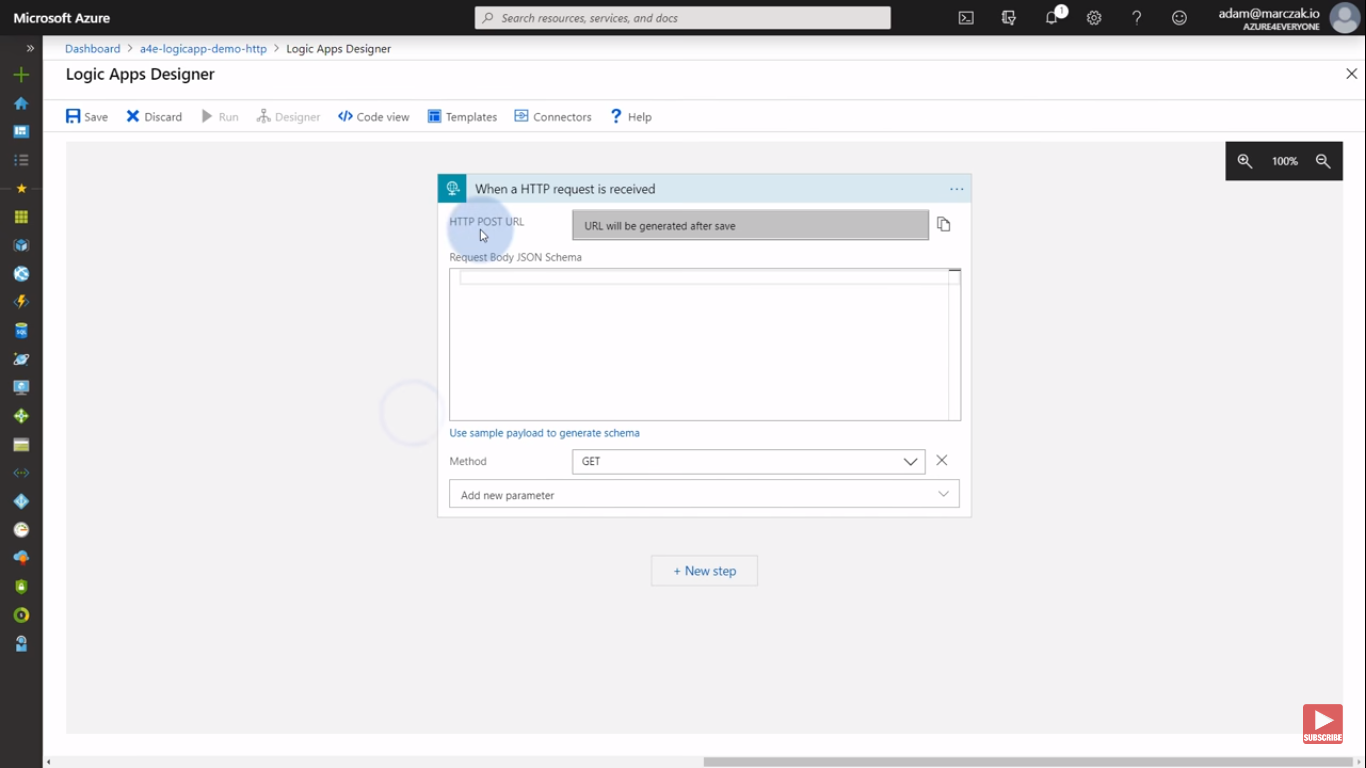 Microsoft Azure
Search resources, services, and docs
1
adam@marczak.io
AZURE4EVERYONE
Dashboard > a4e-logicapp-demo-http > Logic Apps Designer
Logic Apps Designer
Save Discard Run Designer Code view Templates Connectors ? Help
100%
When a HTTP request is received
HTTP POST URL
URL will be generated after save
Request Body JSON Schema
Use sample payload to generate schema
Method
GET
Add new parameter
+ New step
SUBSCRIBE